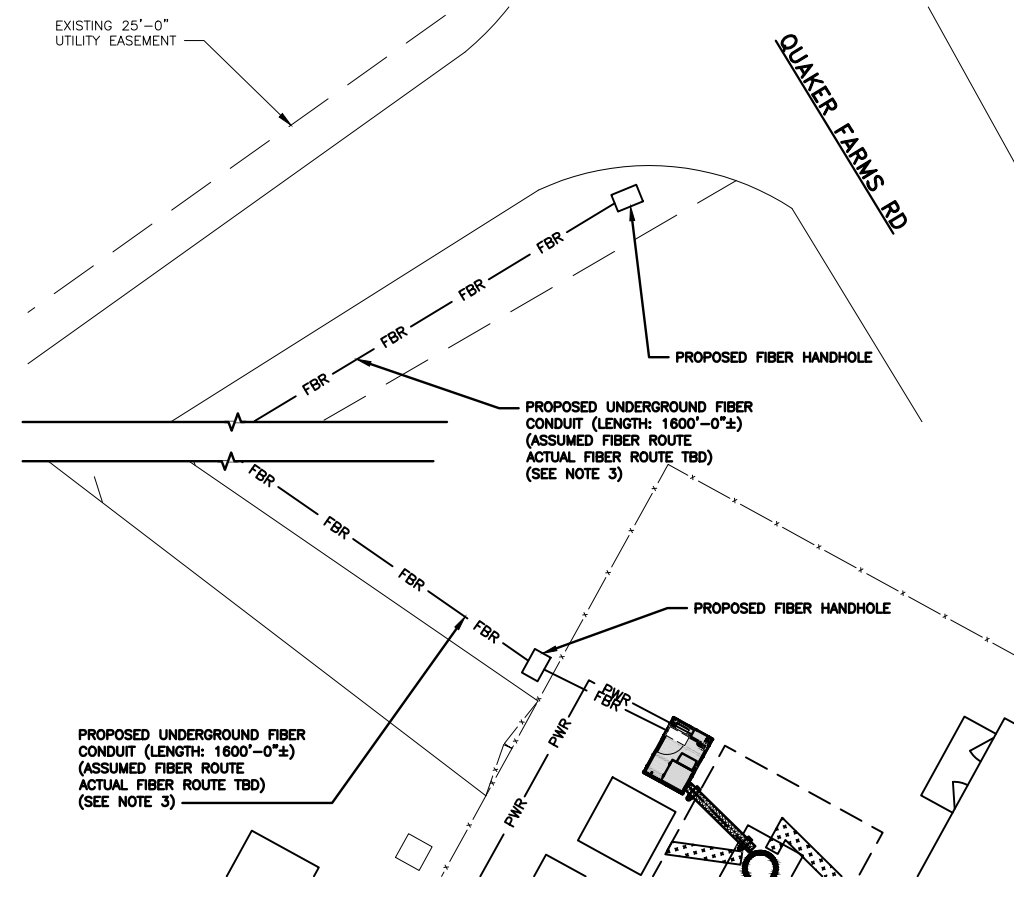 EXISTING 25'-0"
UTILITY EASEMENT
QUAKER FARMS RD
FBR
FBR
FBR
FBR
PROPOSED FIBER HANDHOLE
PROPOSED UNDERGROUND FIBER
CONDUIT (LENGTH: 1600'-0"±)
(ASSUMED FIBER ROUTE
ACTUAL FIBER ROUTE TBD)
(SEE NOTE 3)
FBR
FBR
FBR
FBR
PROPOSED FIBER HANDHOLE
PWR
FBR
PWR
PWR
PROPOSED UNDERGROUND FIBER
CONDUIT (LENGTH: 1600'-0"±)
(ASSUMED FIBER ROUTE
ACTUAL FIBER ROUTE TBD)
(SEE NOTE 3)